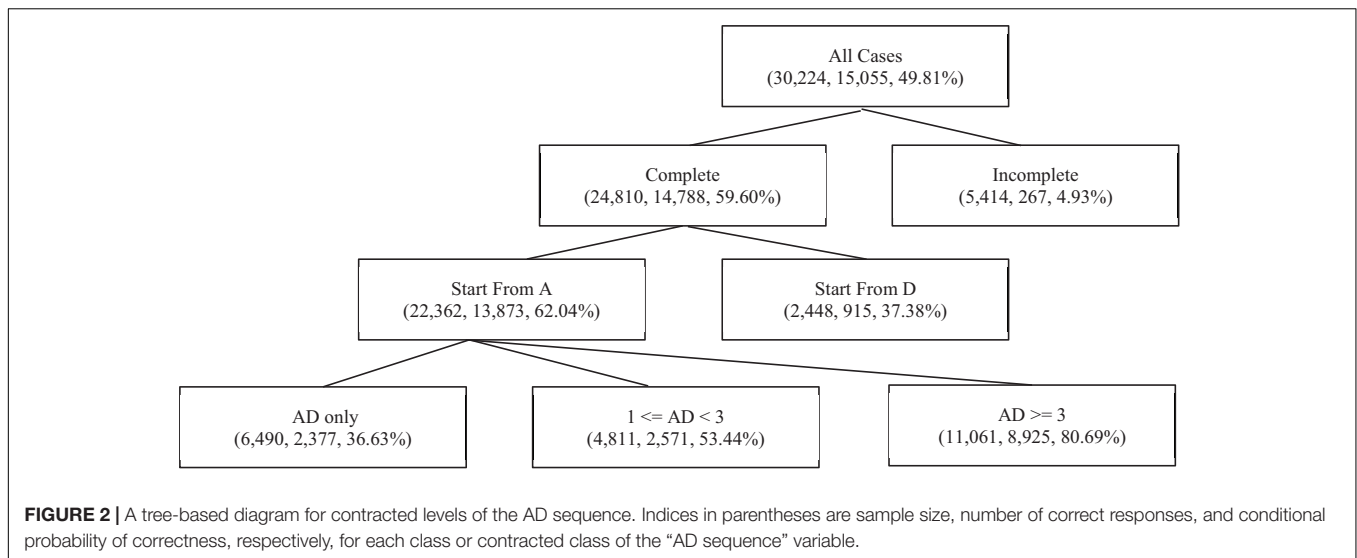 All Cases
(30,224, 15,055, 49.81%)
Complete
(24,810, 14,788, 59.60%)
Incomplete
(5,414, 267, 4.93%)
Start From A
(22,362, 13,873, 62.04%)
Start From D
(2,448, 915, 37.38%)
AD only
(6,490, 2,377, 36.63%)
1 <= AD < 3
(4,811, 2,571, 53.44%)
AD >= 3
(11,061, 8,925, 80.69%)
FIGURE 2 | A tree-based diagram for contracted levels of the AD sequence. Indices in parentheses are sample size, number of correct responses, and conditional
probability of correctness, respectively, for each class or contracted class of the “AD sequence” variable.